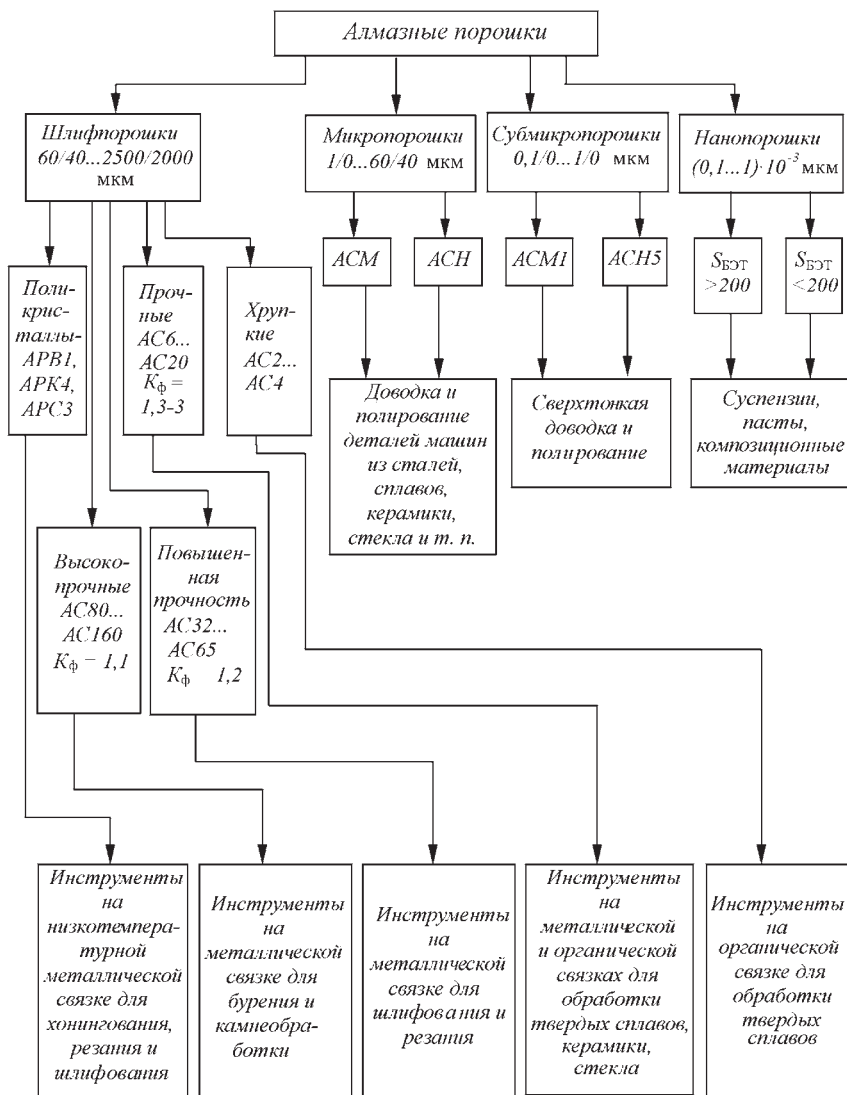 Алмазные порошки
Шлифпорошки
60/40...2500/2000
мкм
Микропорошки
1/0...60/40 мкм
Субмикропорошки
0,1/0...1/0 мкм
Нанопорошки
(0,1...1)·10⁻³ мкм
АСМ
АСН
АСМ1
АСН5
S_БЭТ
>200
S_БЭТ
<200
Поли-
крис-
таллы-
АРВ1,
АРК4,
АРС3
Проч-
ные
АС6...
АС20
K_ф =
1,3-3
Хруп-
кие
АС2...
АС4
Доводка и
полирование
деталей машин
из сталей,
сплавов,
керамики,
стекла и т. п.
Сверхтонкая
доводка и
полирование
Суспензии,
пасты,
композиционные
материалы
Высоко-
прочные
АС80...
АС160
K_ф = 1,1
Повышен-
ная
прочность
АС32...
АС65
K_ф 1,2
Инструменты
на
низкотемпера-
турной
металлической
связке для
хонингования,
резания и
шлифования
Инструменты
на
металлической
связке для
бурения и
камнеобра-
ботки
Инструменты
на
металлической
связке для
шлифования и
резания
Инструменты
на
металлической
и органической
связках для
обработки
твердых сплавов,
керамики,
стекла
Инструменты
на
органической
связке для
обработки
твердых
сплавов